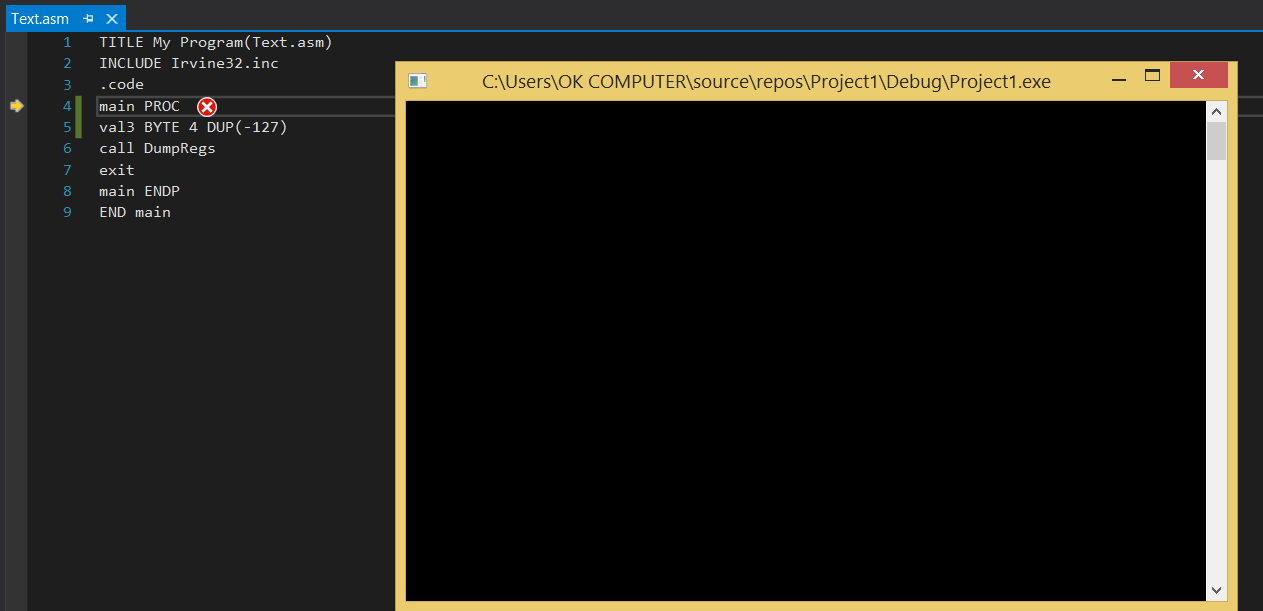 Text.asm
1 TITLE My Program(Text.asm)
2 INCLUDE Irvine32.inc
3 .code
4 main PROC
5 val3 BYTE 4 DUP(-127)
6 call DumpRegs
7 exit
8 main ENDP
9 END main
C:\Users\OK COMPUTER\source\repos\Project1\Debug\Project1.exe